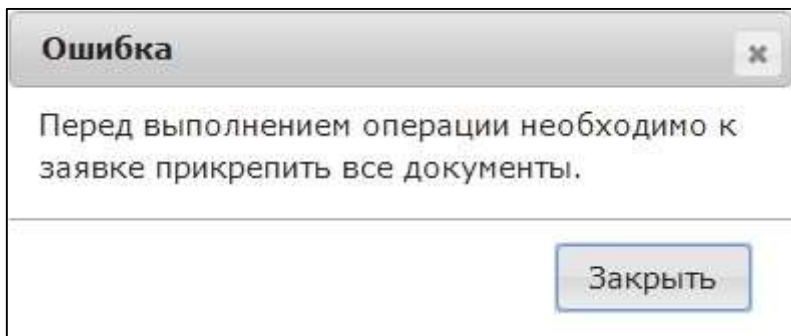 Ошибка
Перед выполнением операции необходимо к
заявке прикрепить все документы.
Закрыть